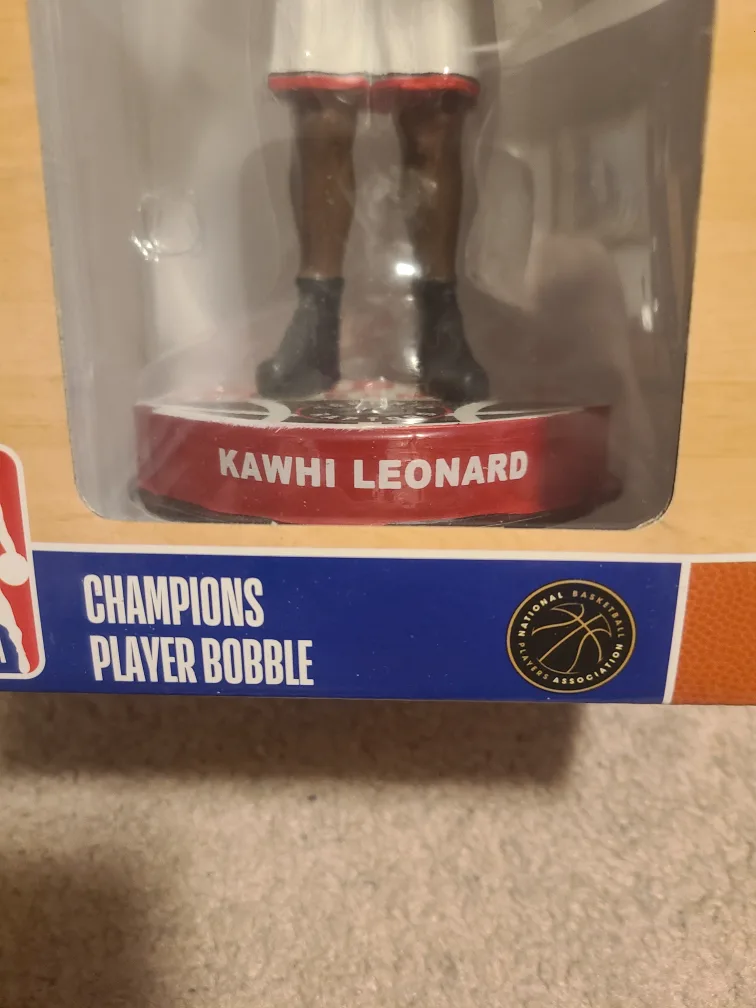 KAWHI LEONARD
CHAMPIONS
PLAYER BOBBLE
NATIONAL BASKETBALL
PLAYERS ASSOCIATION